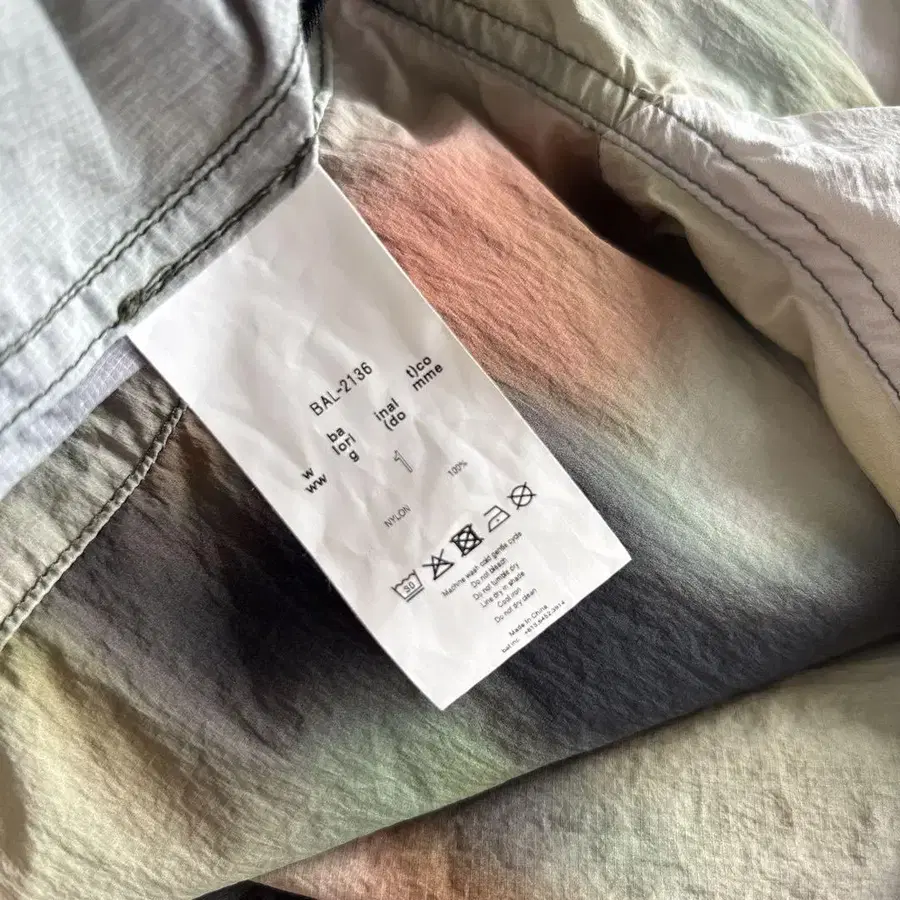 BAL-2136
w ba inal t)co
ww lori (do mme
g
1
NYLON 100%
30
Machine wash cold gentle cycle
Do not bleach
Do not tumble dry
Line dry in shade
Cool iron
Do not dry clean
Made in China
bal inc.